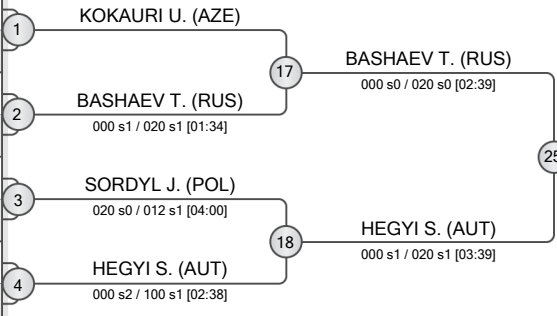 KOKAURI U. (AZE)
1
17
BASHAEV T. (RUS)
000 s0 / 020 s0 [02:39]
BASHAEV T. (RUS)
2
000 s1 / 020 s1 [01:34]
25
SORDYL J. (POL)
3
020 s0 / 012 s1 [04:00]
18
HEGYI S. (AUT)
000 s1 / 020 s1 [03:39]
HEGYI S. (AUT)
4
000 s2 / 100 s1 [02:38]